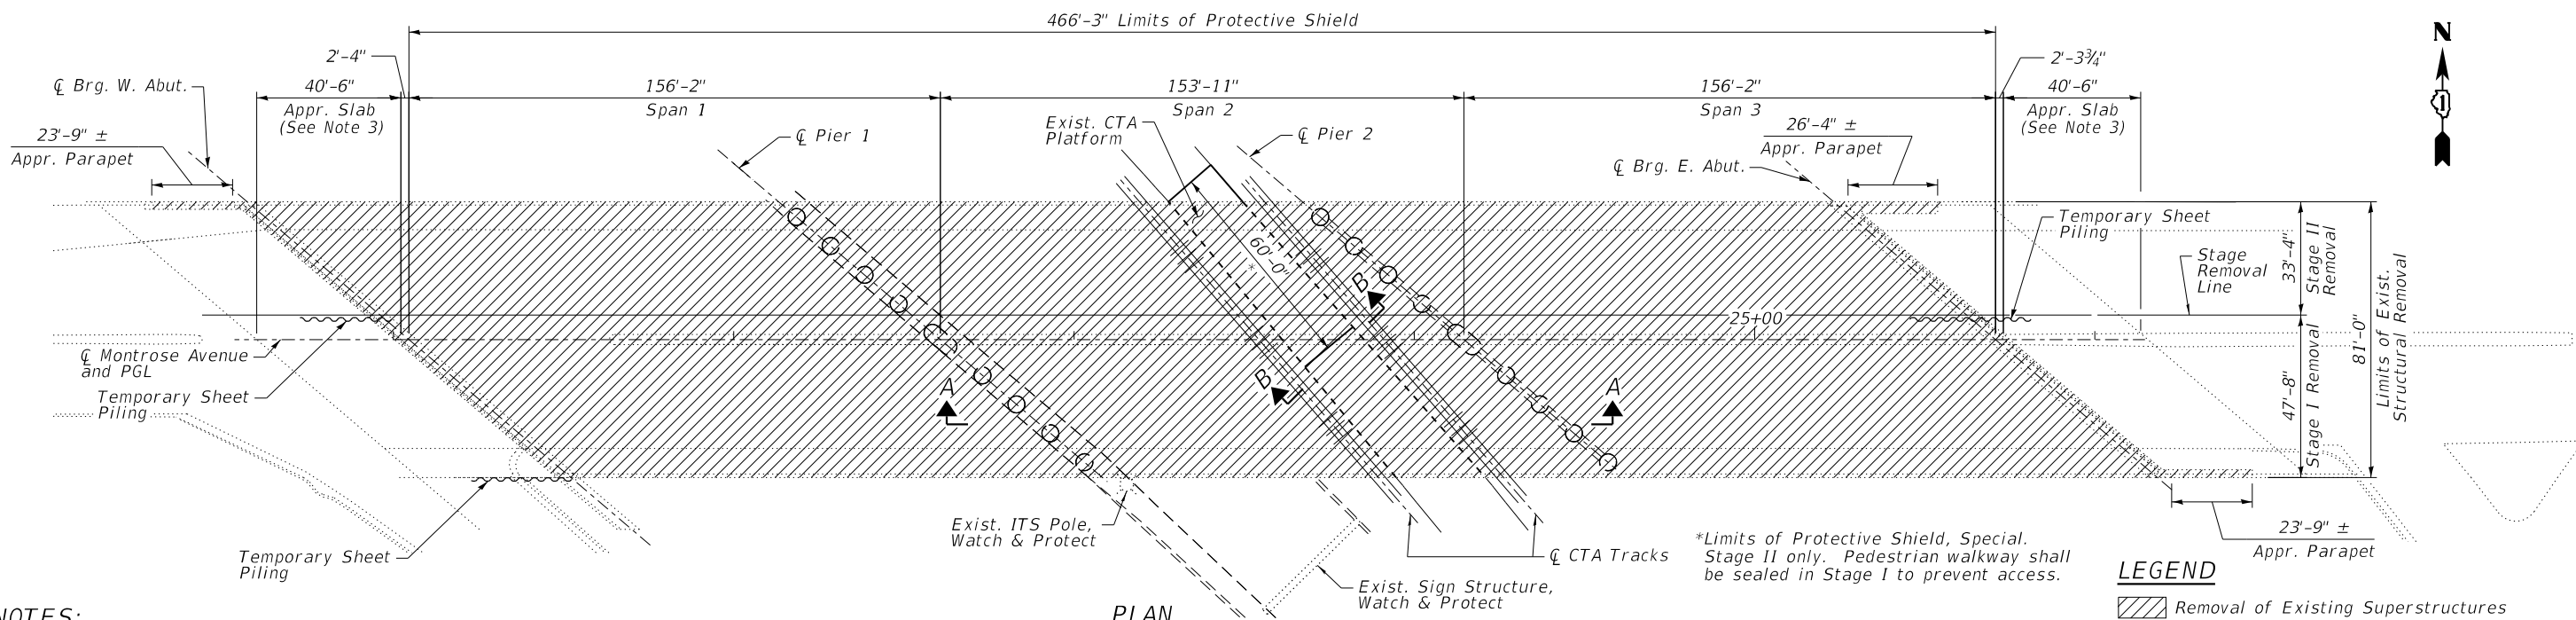 466'-3" Limits of Protective Shield
N
2'-4"
2'-3¾"
℄ Brg. W. Abut.
40'-6"
Appr. Slab
(See Note 3)
156'-2"
Span 1
153'-11"
Span 2
156'-2"
Span 3
40'-6"
Appr. Slab
(See Note 3)
1
23'-9" ±
Appr. Parapet
℄ Pier 1
Exist. CTA
Platform
℄ Pier 2
26'-4" ±
Appr. Parapet
℄ Brg. E. Abut.
Temporary Sheet
Piling
60'-0"
*
Stage
Removal
Line
33'-4"
Stage II
Removal
B
25+00
81'-0"
Limits of Exist.
Structural Removal
℄ Montrose Avenue
and PGL
Temporary Sheet
Piling
A
B
A
47'-8"
Stage I Removal
Exist. ITS Pole,
Watch & Protect
Temporary Sheet
Piling
℄ CTA Tracks
*Limits of Protective Shield, Special.
Stage II only. Pedestrian walkway shall
be sealed in Stage I to prevent access.
23'-9" ±
Appr. Parapet
Exist. Sign Structure,
Watch & Protect
LEGEND
Removal of Existing Superstructures
NOTES:
PLAN